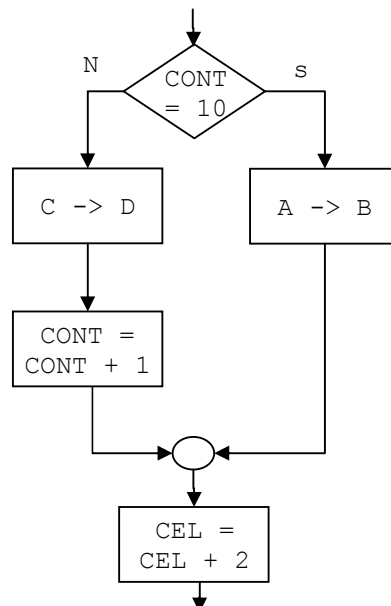 N
s
CONT
= 10
C -> D
A -> B
CONT =
CONT + 1
CEL =
CEL + 2